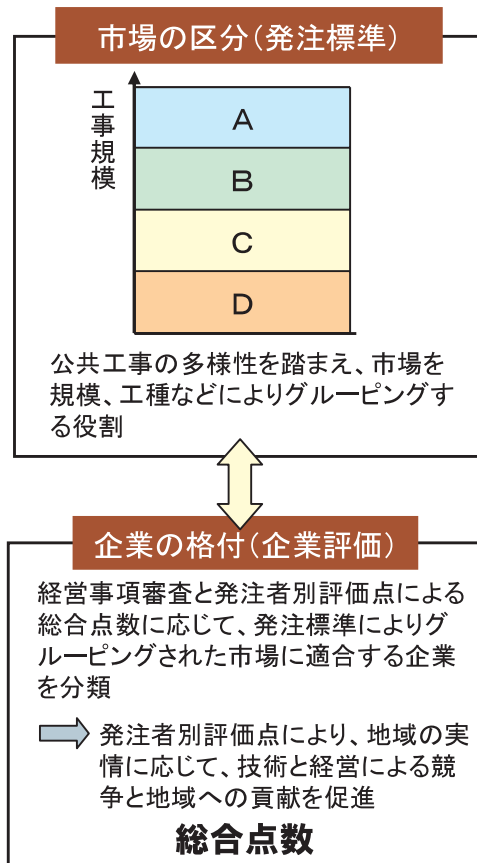 市場の区分(発注標準)
工事規模
A
B
C
D
公共工事の多様性を踏まえ、市場を
規模、工種などによりグルーピングす
る役割
企業の格付(企業評価)
経営事項審査と発注者別評価点による
総合点数に応じて、発注標準によりグ
ルーピングされた市場に適合する企業
を分類
発注者別評価点により、地域の実
情に応じて、技術と経営による競
争と地域への貢献を促進
総合点数